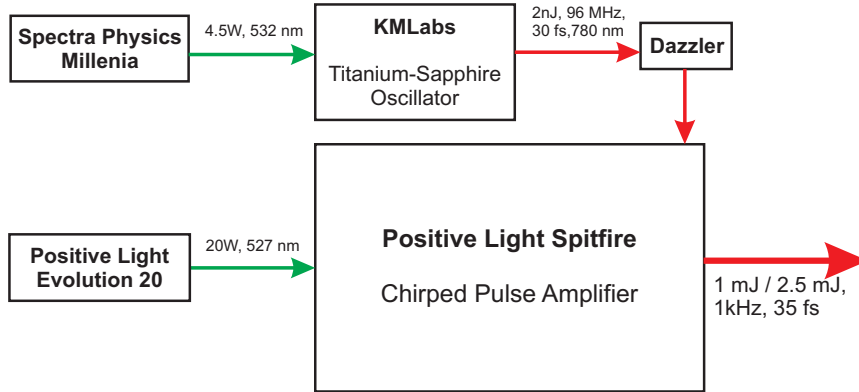 Spectra Physics
Millenia
4.5W, 532 nm
KMLabs
Titanium-Sapphire
Oscillator
2nJ, 96 MHz,
30 fs,780 nm
Dazzler
Positive Light
Evolution 20
20W, 527 nm
Positive Light Spitfire
Chirped Pulse Amplifier
1 mJ / 2.5 mJ,
1kHz, 35 fs